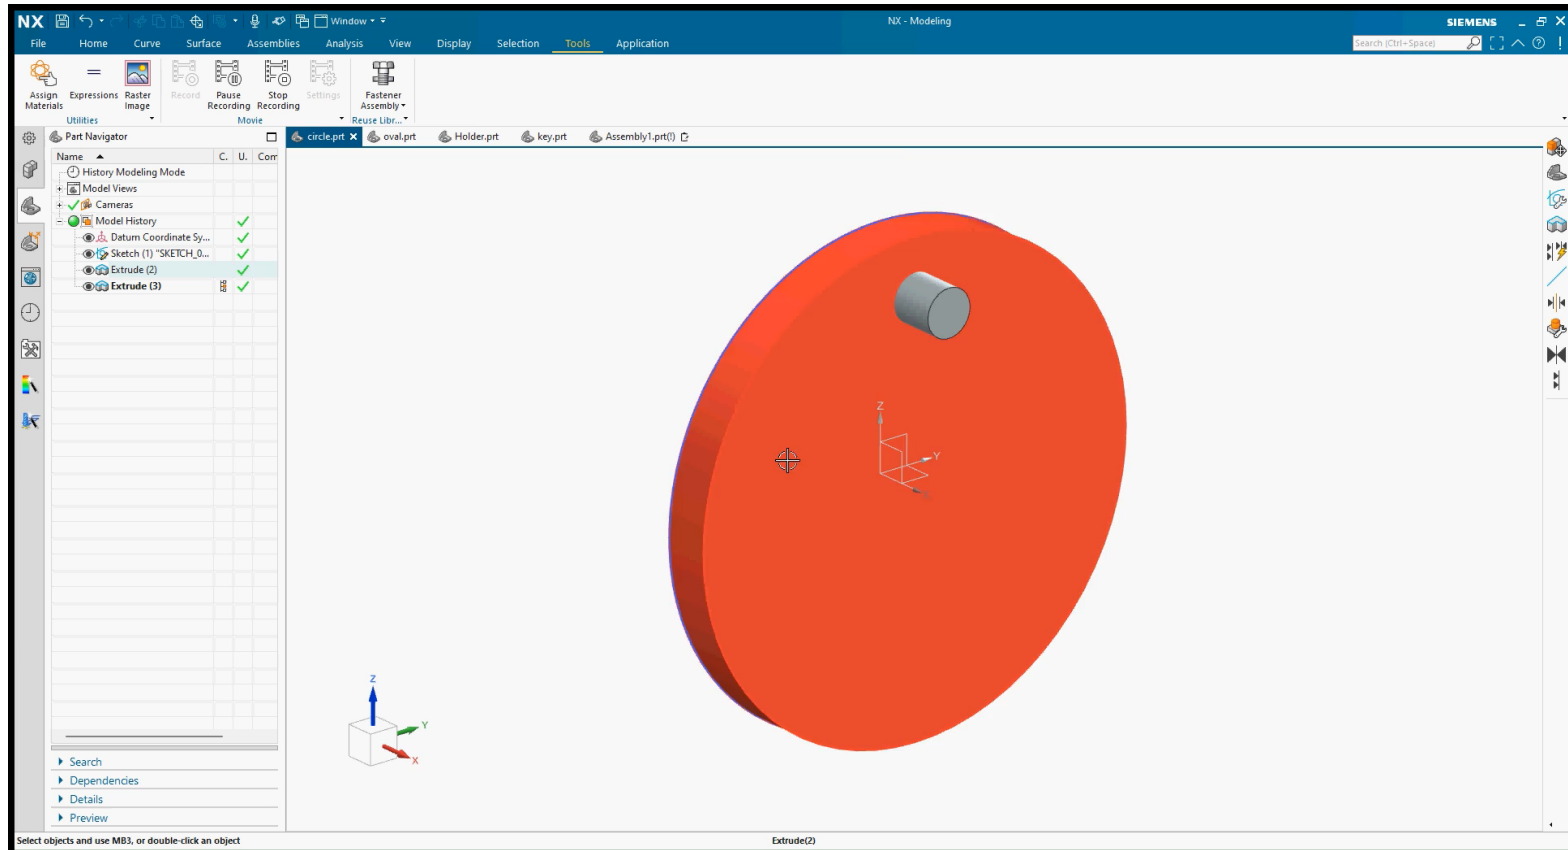 NX Window NX - Modeling SIEMENS
File Home Curve Surface Assemblies Analysis View Display Selection Tools Application Search (Ctrl+Space)
Assign Materials
Expressions
Raster Image
Record
Pause Recording
Stop Recording
Settings
Fastener Assembly
Utilities Movie Reuse Libr...
Part Navigator
circle.prt oval.prt Holder.prt key.prt Assembly1.prt(!)
Name C. U. Com
History Modeling Mode
Model Views
Cameras
Model History
Datum Coordinate Sy...
Sketch (1) "SKETCH_0...
Extrude (2)
Extrude (3)
Z
Y
Z
Y
X
Search
Dependencies
Details
Preview
Select objects and use MB3, or double-click an object Extrude(2)